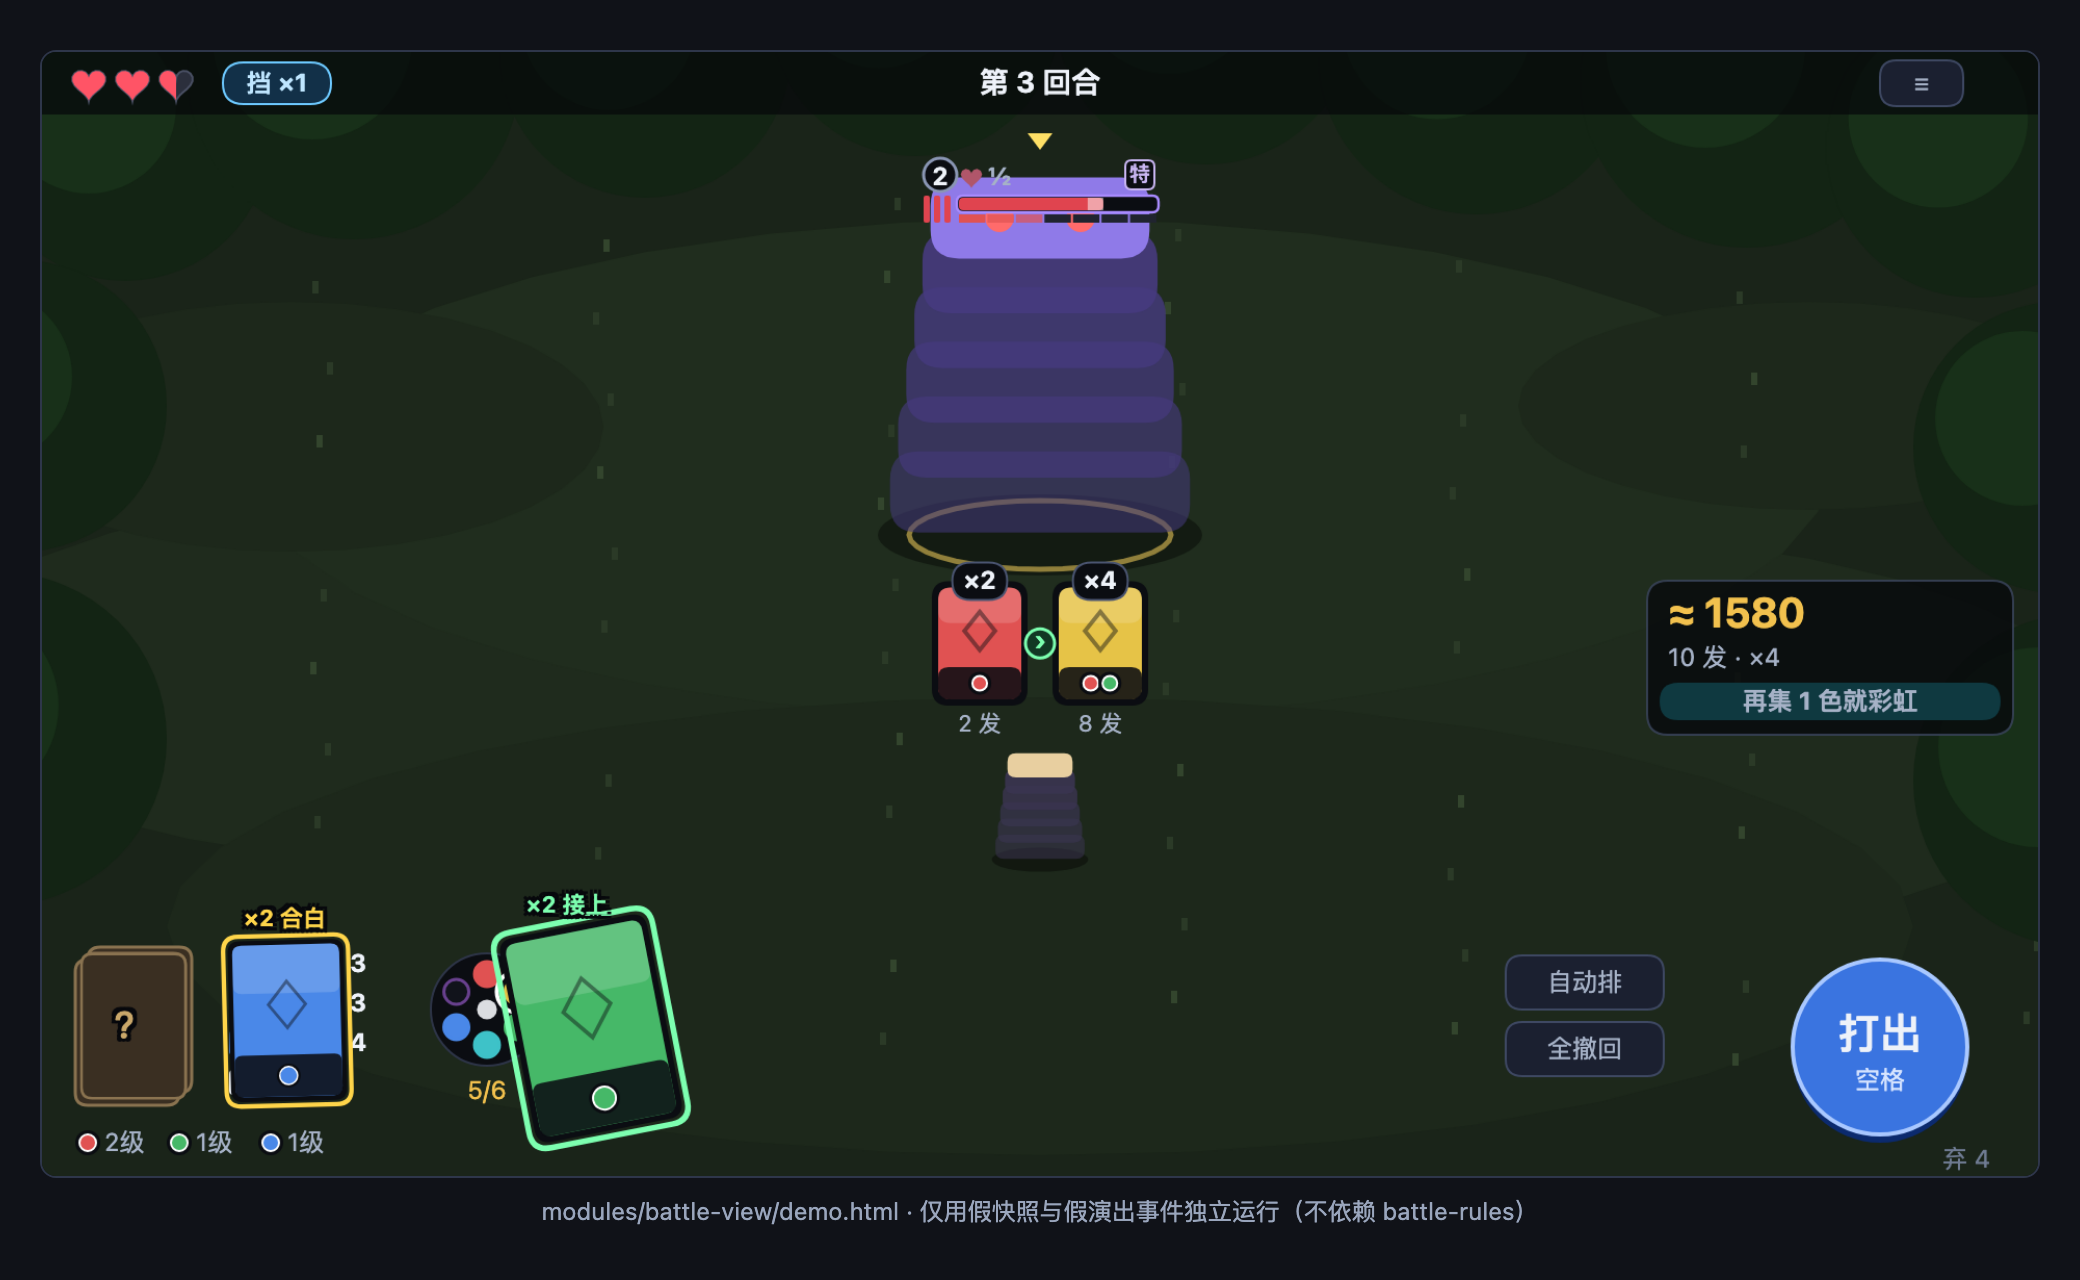 挡 ×1
第 3 回合
≡
2 ½ 特
×2 ×4
2 发 8 发
≈ 1580
10 发 · ×4
再集 1 色就彩虹
×2 合白
×2 接上
?
3
3
4
5/6
2级 1级 1级
自动排
全撤回
打出
空格
弃 4
modules/battle-view/demo.html · 仅用假快照与假演出事件独立运行（不依赖 battle-rules）